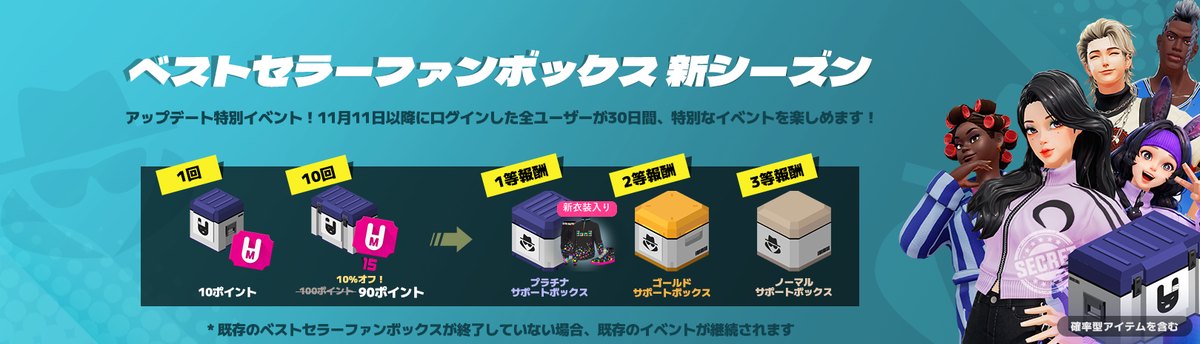 ベストセラーファンボックス 新シーズン
アップデート特別イベント！11月11日以降にログインした全ユーザーが30日間、特別なイベントを楽しめます！
1回
10回
1等報酬
2等報酬
3等報酬
新衣装入り
M
M
15
10%オフ！
10ポイント
100ポイント 90ポイント
プラチナ
サポートボックス
ゴールド
サポートボックス
ノーマル
サポートボックス
SECRET
* 既存のベストセラーファンボックスが終了していない場合、既存のイベントが継続されます
確率型アイテムを含む